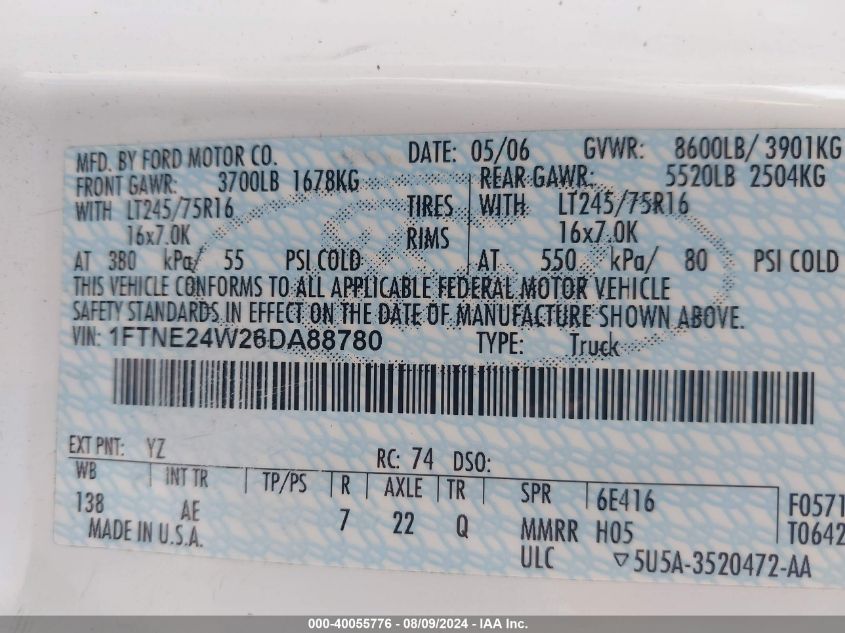 MFD. BY FORD MOTOR CO. DATE: 05/06 GVWR: 8600LB/ 3901KG
FRONT GAWR: 3700LB 1678KG REAR GAWR: 5520LB 2504KG
WITH LT245/75R16 TIRES WITH LT245/75R16
16x7.0K RIMS 16x7.0K
AT 380 kPa/ 55 PSI COLD AT 550 kPa/ 80 PSI COLD
THIS VEHICLE CONFORMS TO ALL APPLICABLE FEDERAL MOTOR VEHICLE
SAFETY STANDARDS IN EFFECT ON THE DATE OF MANUFACTURE SHOWN ABOVE.
VIN: 1FTNE24W26DA88780 TYPE: Truck
EXT PNT: YZ RC: 74 DSO:
WB INT TR TP/PS R AXLE TR SPR 6E416 F0571
138 AE 7 22 Q MMRR H05 T0642
MADE IN U.S.A. ULC ▽5U5A-3520472-AA
000-40055776 - 08/09/2024 - IAA Inc.